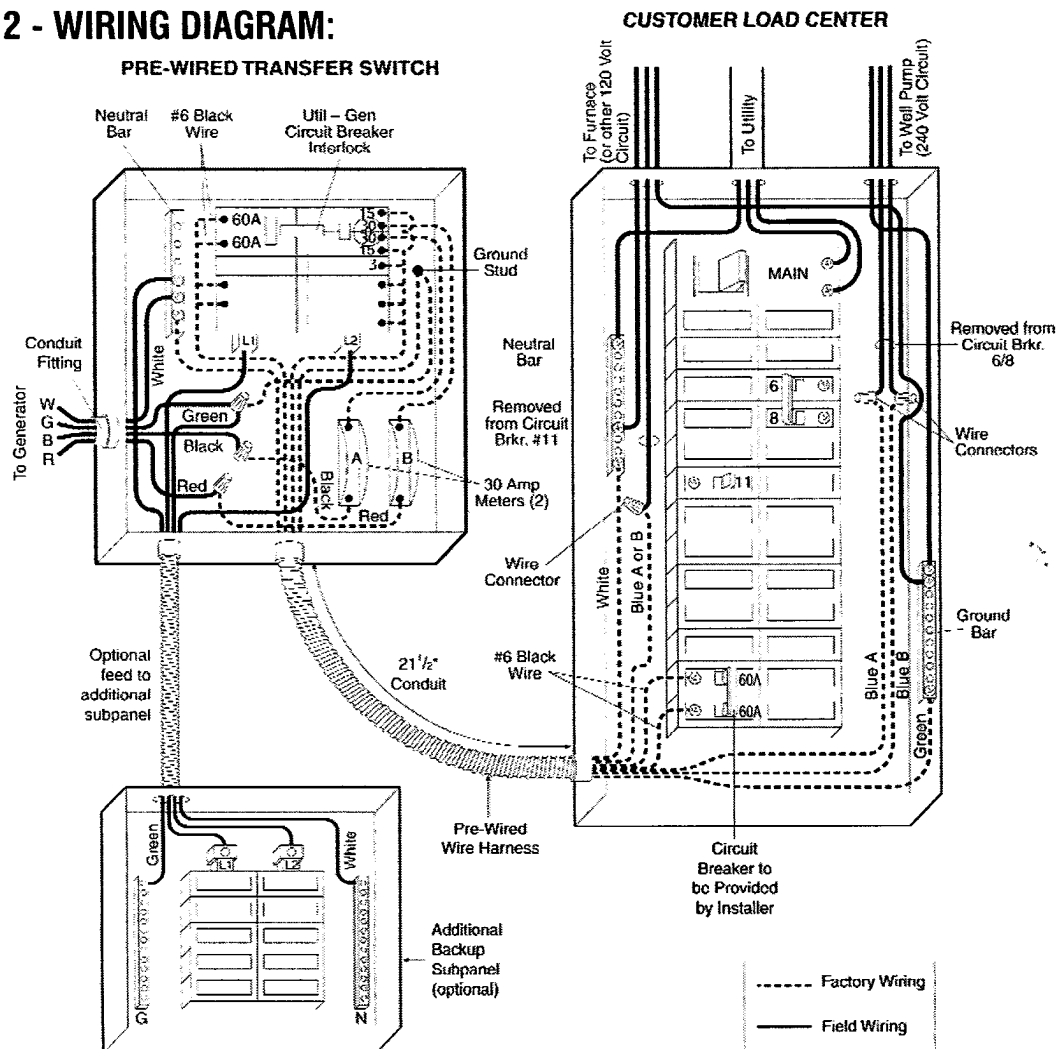 2 - WIRING DIAGRAM:
PRE-WIRED TRANSFER SWITCH
Neutral
Bar
#6 Black
Wire
Util – Gen
Circuit Breaker
Interlock
60A
60A
15
30
30
15
3
Ground
Stud
L1
L2
White
Conduit
Fitting
To Generator
W
G
B
R
Green
Black
Red
A
B
Black
Red
30 Amp
Meters (2)
Optional
feed to
additional
subpanel
21 1/2"
Conduit
Pre-Wired
Wire Harness
Green
L1
L2
White
G
N
Additional
Backup
Subpanel
(optional)
CUSTOMER LOAD CENTER
To Furnace
(or other 120 Volt
Circuit)
To Utility
To Well Pump
(240 Volt Circuit)
MAIN
Neutral
Bar
Removed
from Circuit
Brkr. #11
6
8
11
Removed from
Circuit Brkr.
6/8
Wire
Connectors
Wire
Connector
White
Blue A or B
#6 Black
Wire
60A
60A
Blue A
Blue B
Green
Ground
Bar
Circuit
Breaker to
be Provided
by Installer
Factory Wiring
Field Wiring